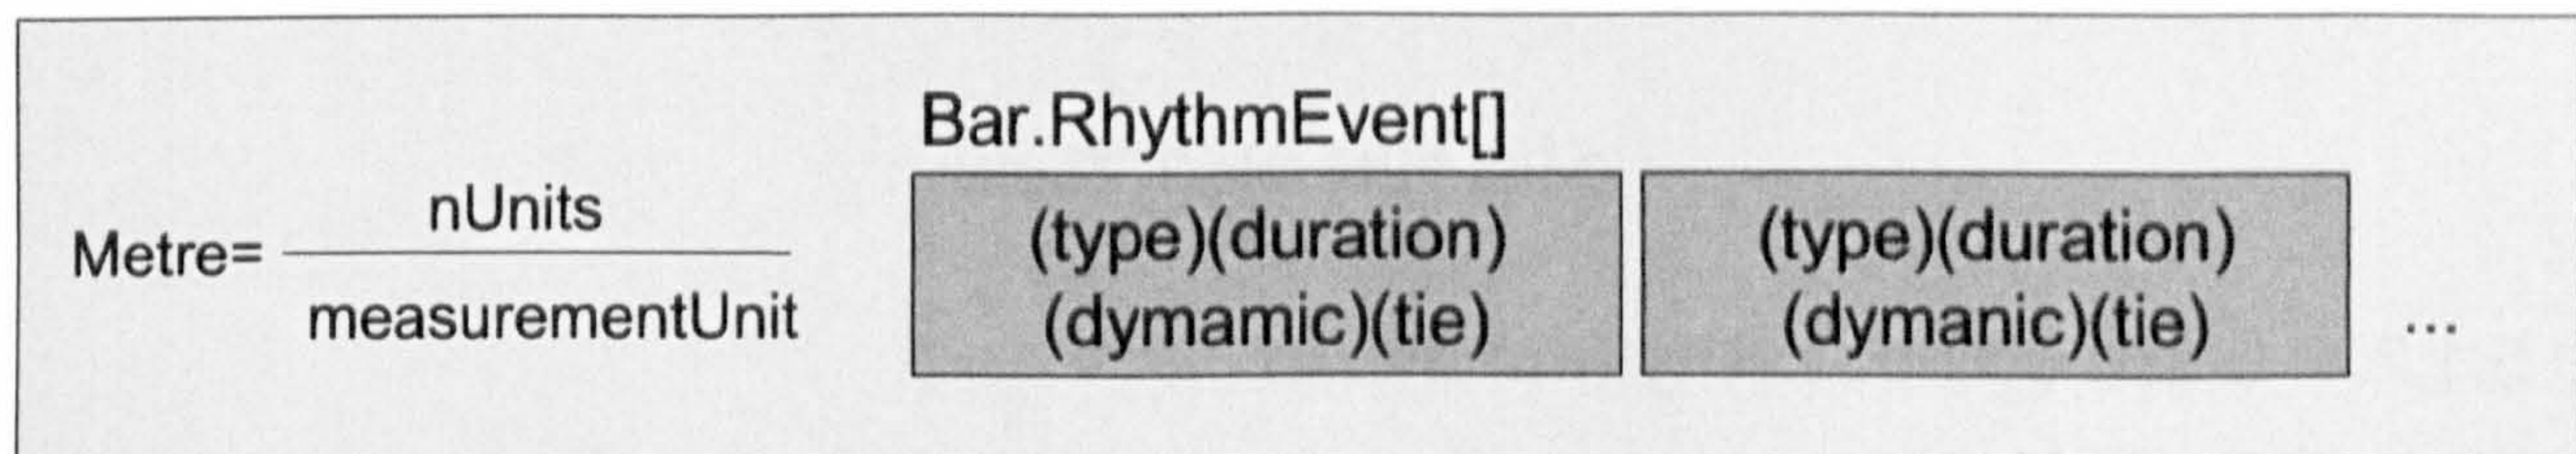 Bar.RhythmEvent[]
nUnits
Metre=
measurementUnit
(type)(duration)
(dymamic)(tie)
(type)(duration)
(dymanic)(tie)
...